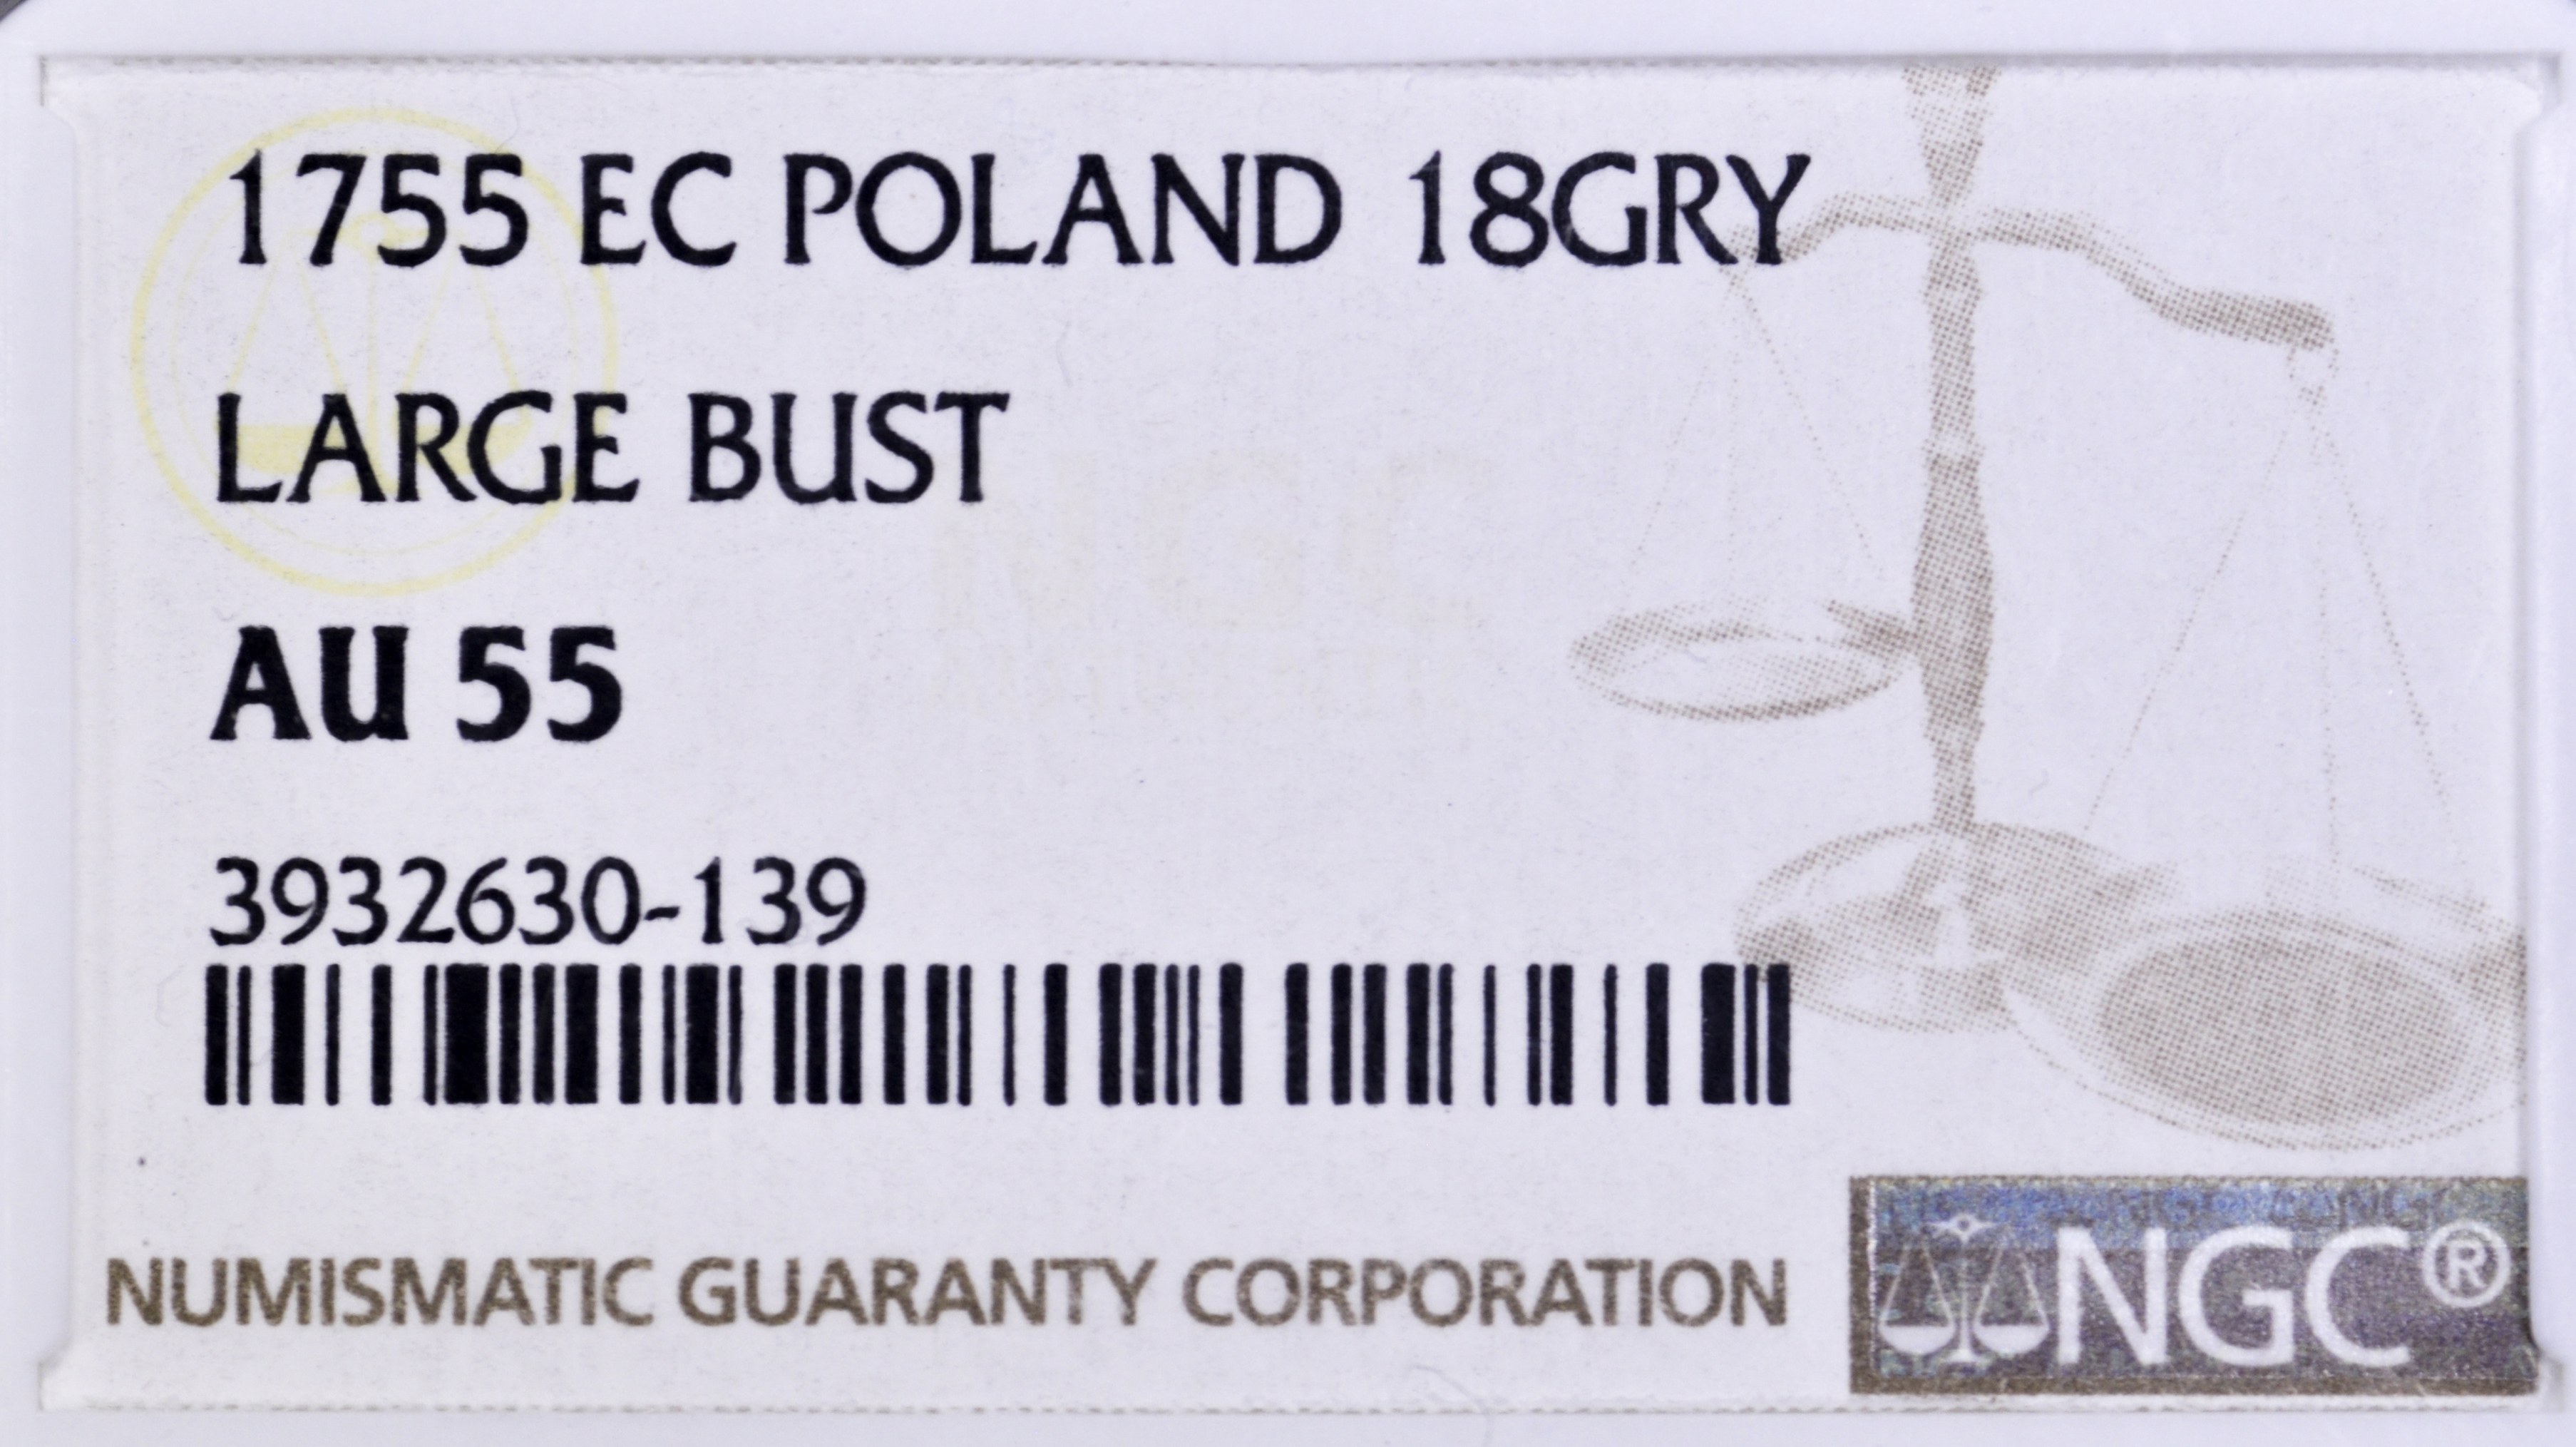 1755 EC POLAND 18GRY
LARGE BUST
AU 55
3932630-139
NUMISMATIC GUARANTY CORPORATION
NGC®